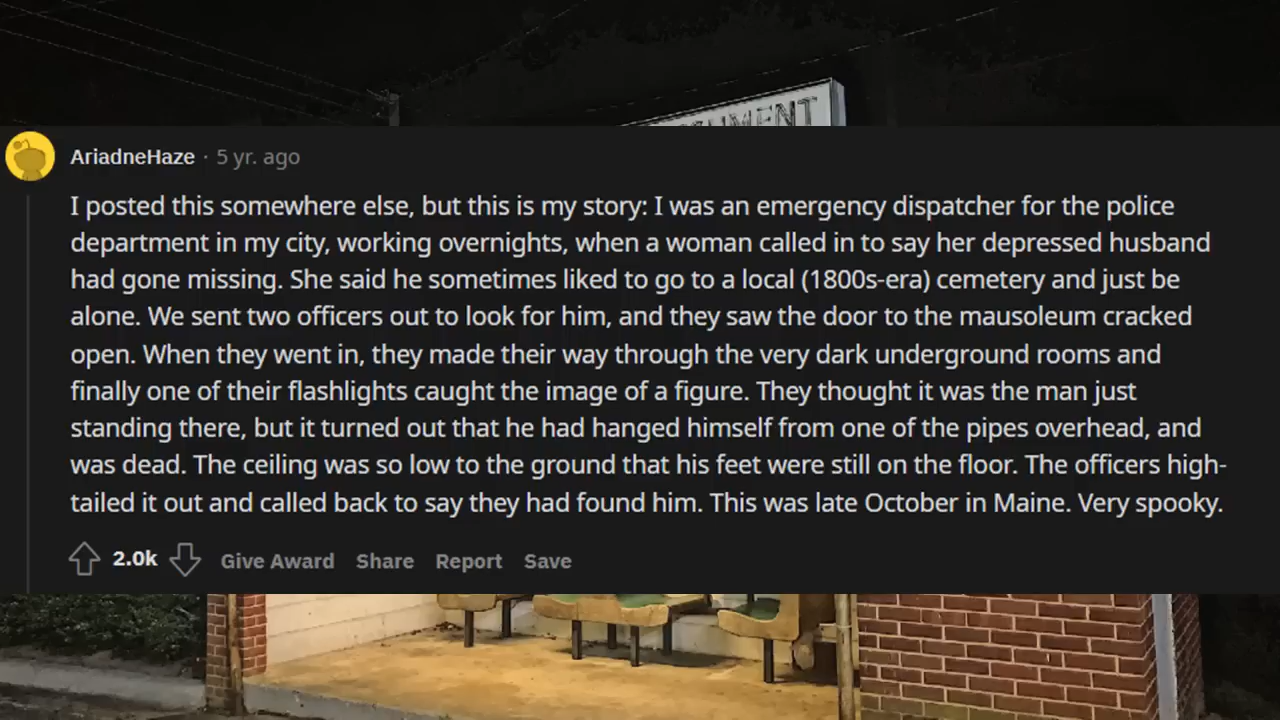 AriadneHaze · 5 yr. ago
I posted this somewhere else, but this is my story: I was an emergency dispatcher for the police
department in my city, working overnights, when a woman called in to say her depressed husband
had gone missing. She said he sometimes liked to go to a local (1800s-era) cemetery and just be
alone. We sent two officers out to look for him, and they saw the door to the mausoleum cracked
open. When they went in, they made their way through the very dark underground rooms and
finally one of their flashlights caught the image of a figure. They thought it was the man just
standing there, but it turned out that he had hanged himself from one of the pipes overhead, and
was dead. The ceiling was so low to the ground that his feet were still on the floor. The officers high-
tailed it out and called back to say they had found him. This was late October in Maine. Very spooky.
2.0k Give Award Share Report Save